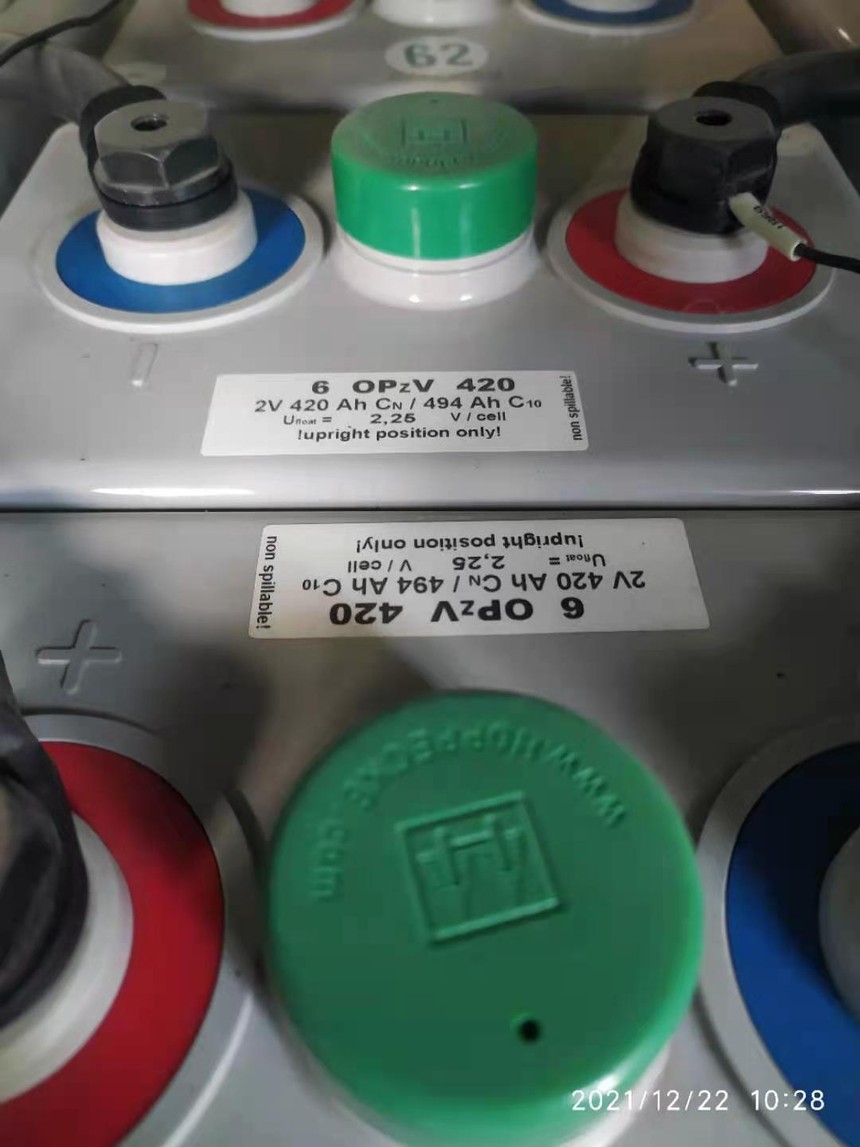 62
6 OPzV 420
2V 420 Ah CN / 494 Ah C10
Ufloat = 2,25 V / cell
!upright position only!
non spillable!
6 OPzV 420
2V 420 Ah CN / 494 Ah C10
Ufloat = 2,25 V / cell
!upright position only!
non spillable!
www.HOPPECKE.com
2021/12/22 10:28